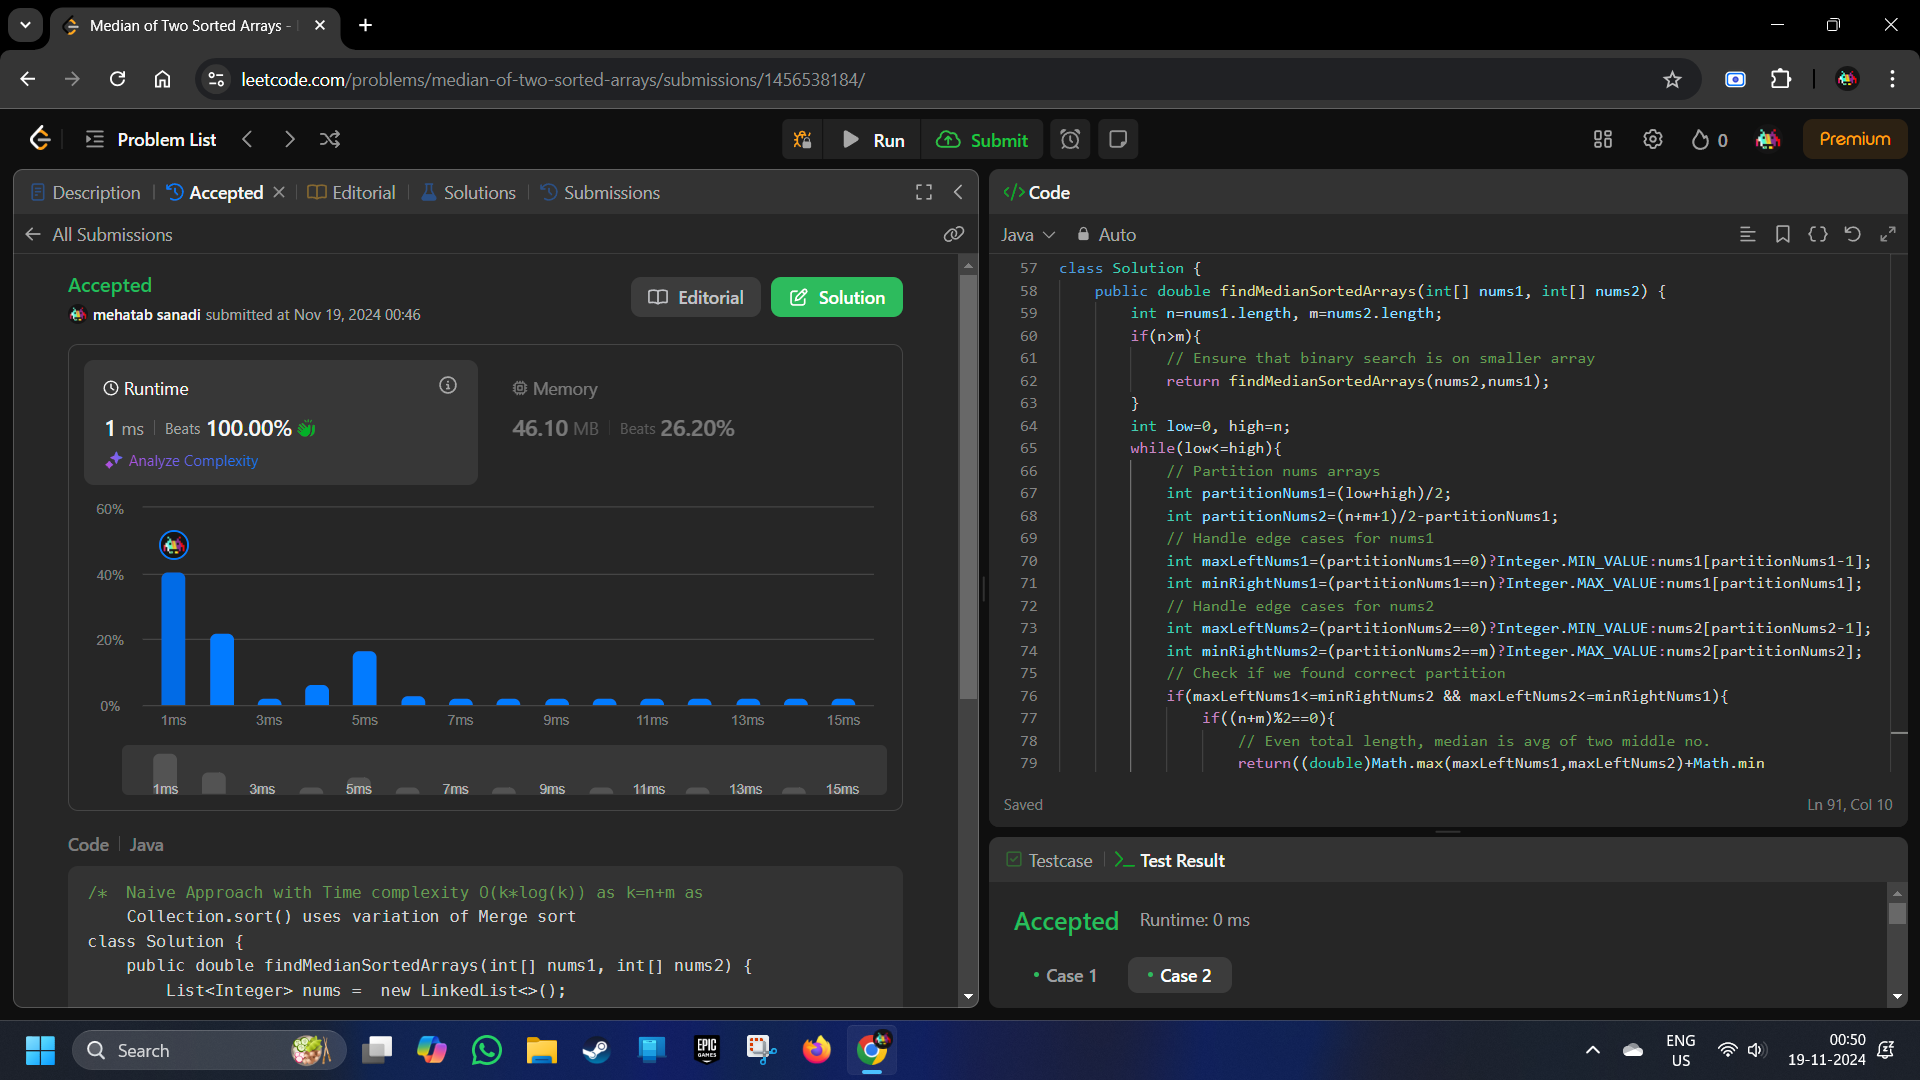 Median of Two Sorted Arrays -
leetcode.com/problems/median-of-two-sorted-arrays/submissions/1456538184/
Problem List
Run
Submit
0
Premium
Description
Accepted
Editorial
Solutions
Submissions
All Submissions
Accepted
mehatab sanadi submitted at Nov 19, 2024 00:46
Editorial
Solution
Runtime
1 ms
Beats 100.00%
Analyze Complexity
Memory
46.10 MB
Beats 26.20%
60%
40%
20%
0%
1ms 3ms 5ms 7ms 9ms 11ms 13ms 15ms
1ms 3ms 5ms 7ms 9ms 11ms 13ms 15ms
Code Java
/*  Naive Approach with Time complexity O(k*log(k)) as k=n+m as
    Collection.sort() uses variation of Merge sort
class Solution {
    public double findMedianSortedArrays(int[] nums1, int[] nums2) {
        List<Integer> nums =  new LinkedList<>();
Code
Java
Auto
57 class Solution {
58     public double findMedianSortedArrays(int[] nums1, int[] nums2) {
59         int n=nums1.length, m=nums2.length;
60         if(n>m){
61             // Ensure that binary search is on smaller array
62             return findMedianSortedArrays(nums2,nums1);
63         }
64         int low=0, high=n;
65         while(low<=high){
66             // Partition nums arrays
67             int partitionNums1=(low+high)/2;
68             int partitionNums2=(n+m+1)/2-partitionNums1;
69             // Handle edge cases for nums1
70             int maxLeftNums1=(partitionNums1==0)?Integer.MIN_VALUE:nums1[partitionNums1-1];
71             int minRightNums1=(partitionNums1==n)?Integer.MAX_VALUE:nums1[partitionNums1];
72             // Handle edge cases for nums2
73             int maxLeftNums2=(partitionNums2==0)?Integer.MIN_VALUE:nums2[partitionNums2-1];
74             int minRightNums2=(partitionNums2==m)?Integer.MAX_VALUE:nums2[partitionNums2];
75             // Check if we found correct partition
76             if(maxLeftNums1<=minRightNums2 && maxLeftNums2<=minRightNums1){
77                 if((n+m)%2==0){
78                     // Even total length, median is avg of two middle no.
79                     return((double)Math.max(maxLeftNums1,maxLeftNums2)+Math.min
Saved
Ln 91, Col 10
Testcase
Test Result
Accepted
Runtime: 0 ms
Case 1
Case 2
Search
EPIC
GAMES
ENG
US
00:50
19-11-2024